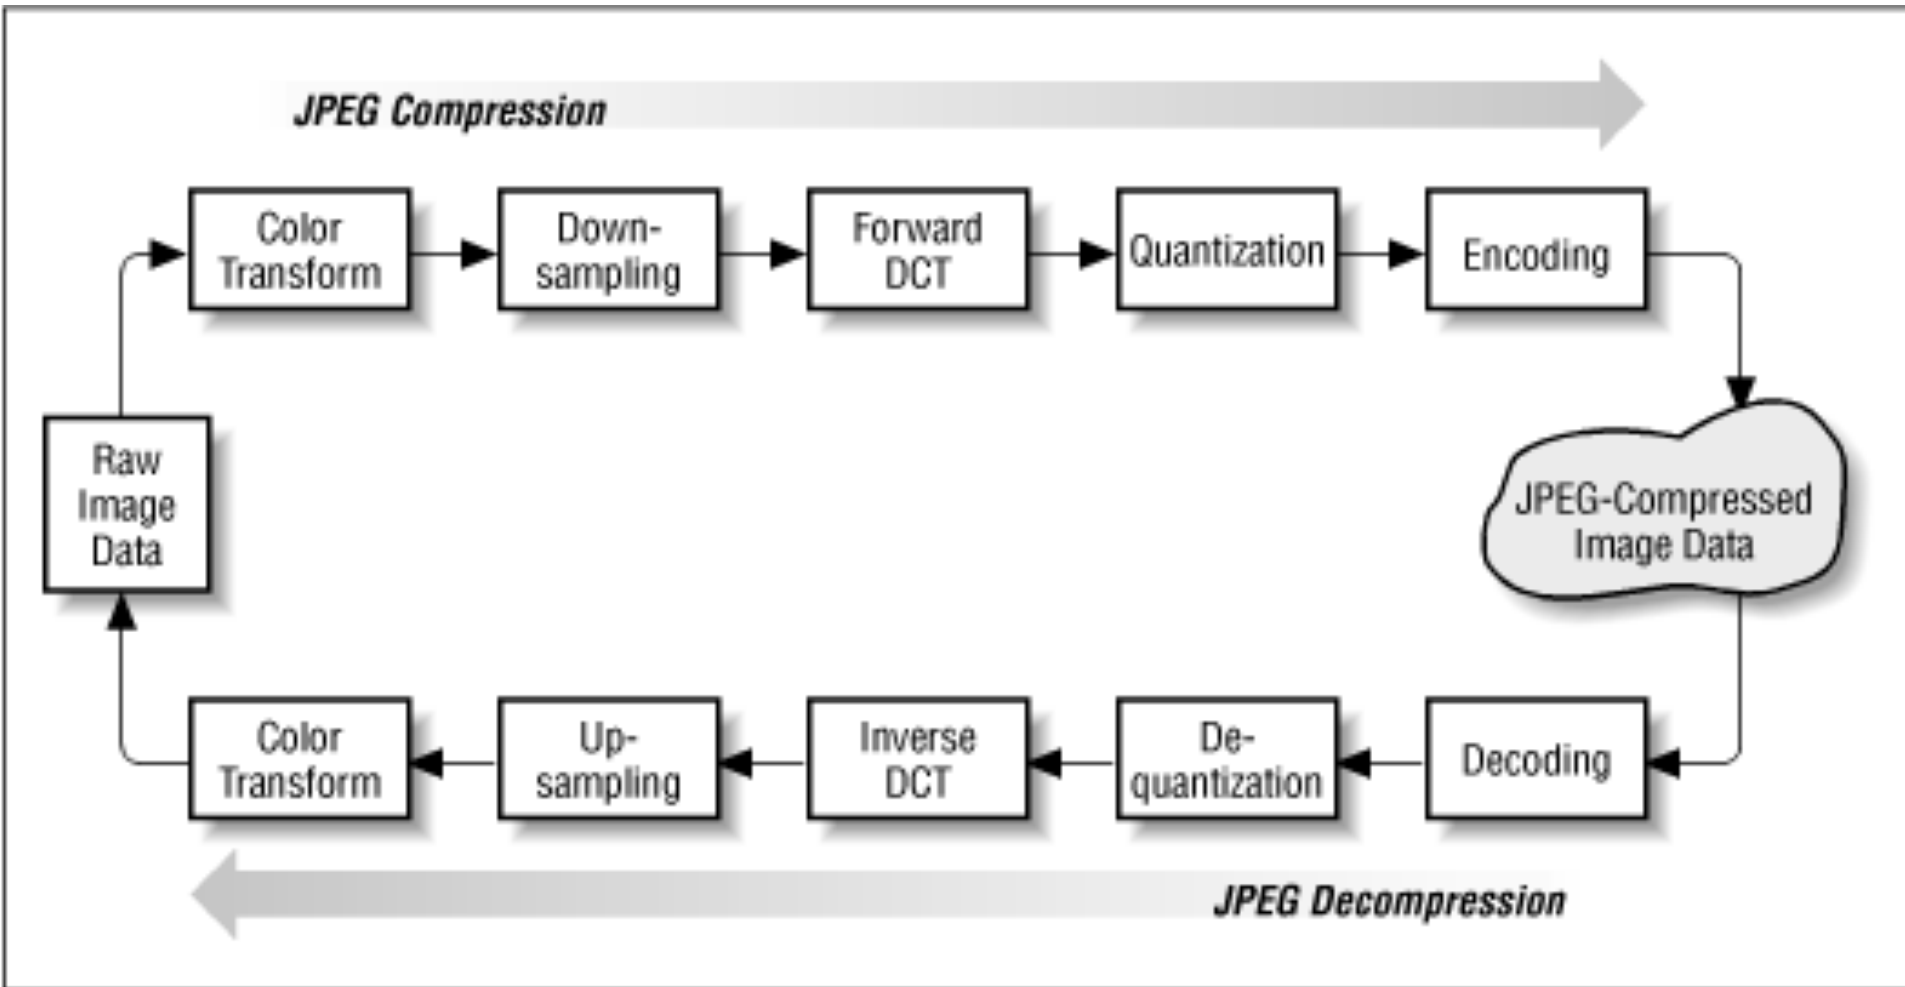 JPEG Compression
Color
Transform
Down-
sampling
Forward
DCT
Quantization
Encoding
Raw
Image
Data
JPEG-Compressed
Image Data
Color
Transform
Up-
sampling
Inverse
DCT
De-
quantization
Decoding
JPEG Decompression